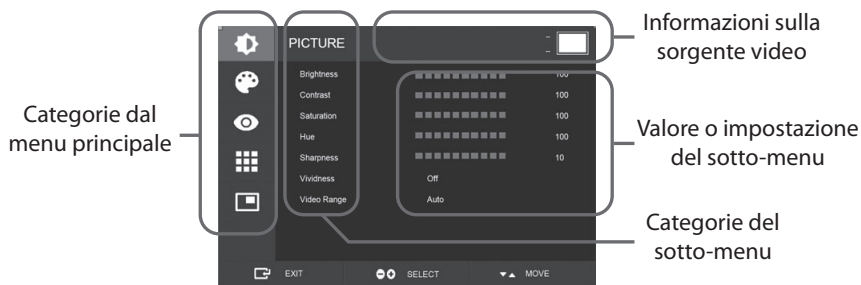 Informazioni sulla
sorgente video
PICTURE
Categorie dal
menu principale
Brightness 100
Contrast 100
Saturation 100
Hue 100
Sharpness 10
Vividness Off
Video Range Auto
Valore o impostazione
del sotto-menu
Categorie del
sotto-menu
EXIT SELECT MOVE